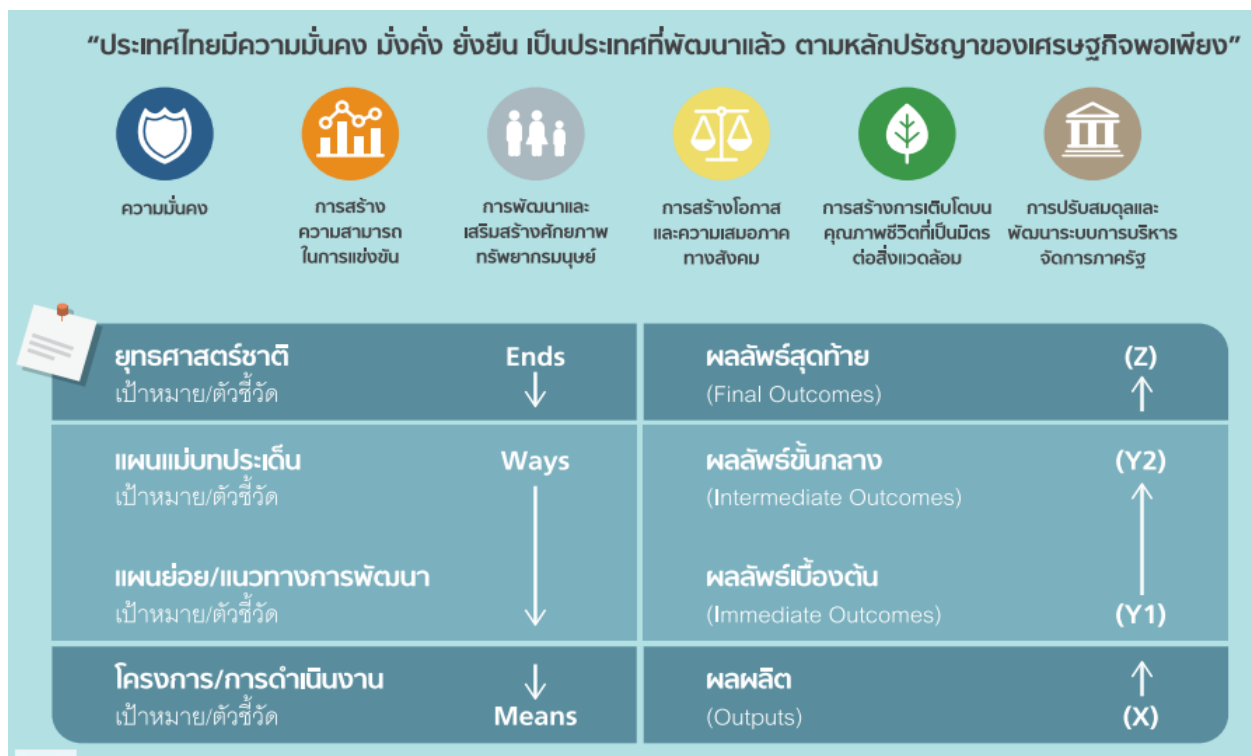 “ประเทศไทยมีความมั่นคง มั่งคั่ง ยั่งยืน เป็นประเทศที่พัฒนาแล้ว ตามหลักปรัชญาของเศรษฐกิจพอเพียง”
ความมั่นคง
การสร้าง
ความสามารถ
ในการแข่งขัน
การพัฒนาและ
เสริมสร้างศักยภาพ
ทรัพยากรมนุษย์
การสร้างโอกาส
และความเสมอภาค
ทางสังคม
การสร้างการเติบโตบน
คุณภาพชีวิตที่เป็นมิตร
ต่อสิ่งแวดล้อม
การปรับสมดุลและ
พัฒนาระบบการบริหาร
จัดการภาครัฐ
ยุทธศาสตร์ชาติ Ends
เป้าหมาย/ตัวชี้วัด
ผลลัพธ์สุดท้าย (Z)
(Final Outcomes)
แผนแม่บทประเด็น Ways
เป้าหมาย/ตัวชี้วัด
ผลลัพธ์ขั้นกลาง (Y2)
(Intermediate Outcomes)
แผนย่อย/แนวทางการพัฒนา
เป้าหมาย/ตัวชี้วัด
ผลลัพธ์เบื้องต้น
(Immediate Outcomes) (Y1)
โครงการ/การดำเนินงาน
เป้าหมาย/ตัวชี้วัด Means
ผลผลิต
(Outputs) (X)